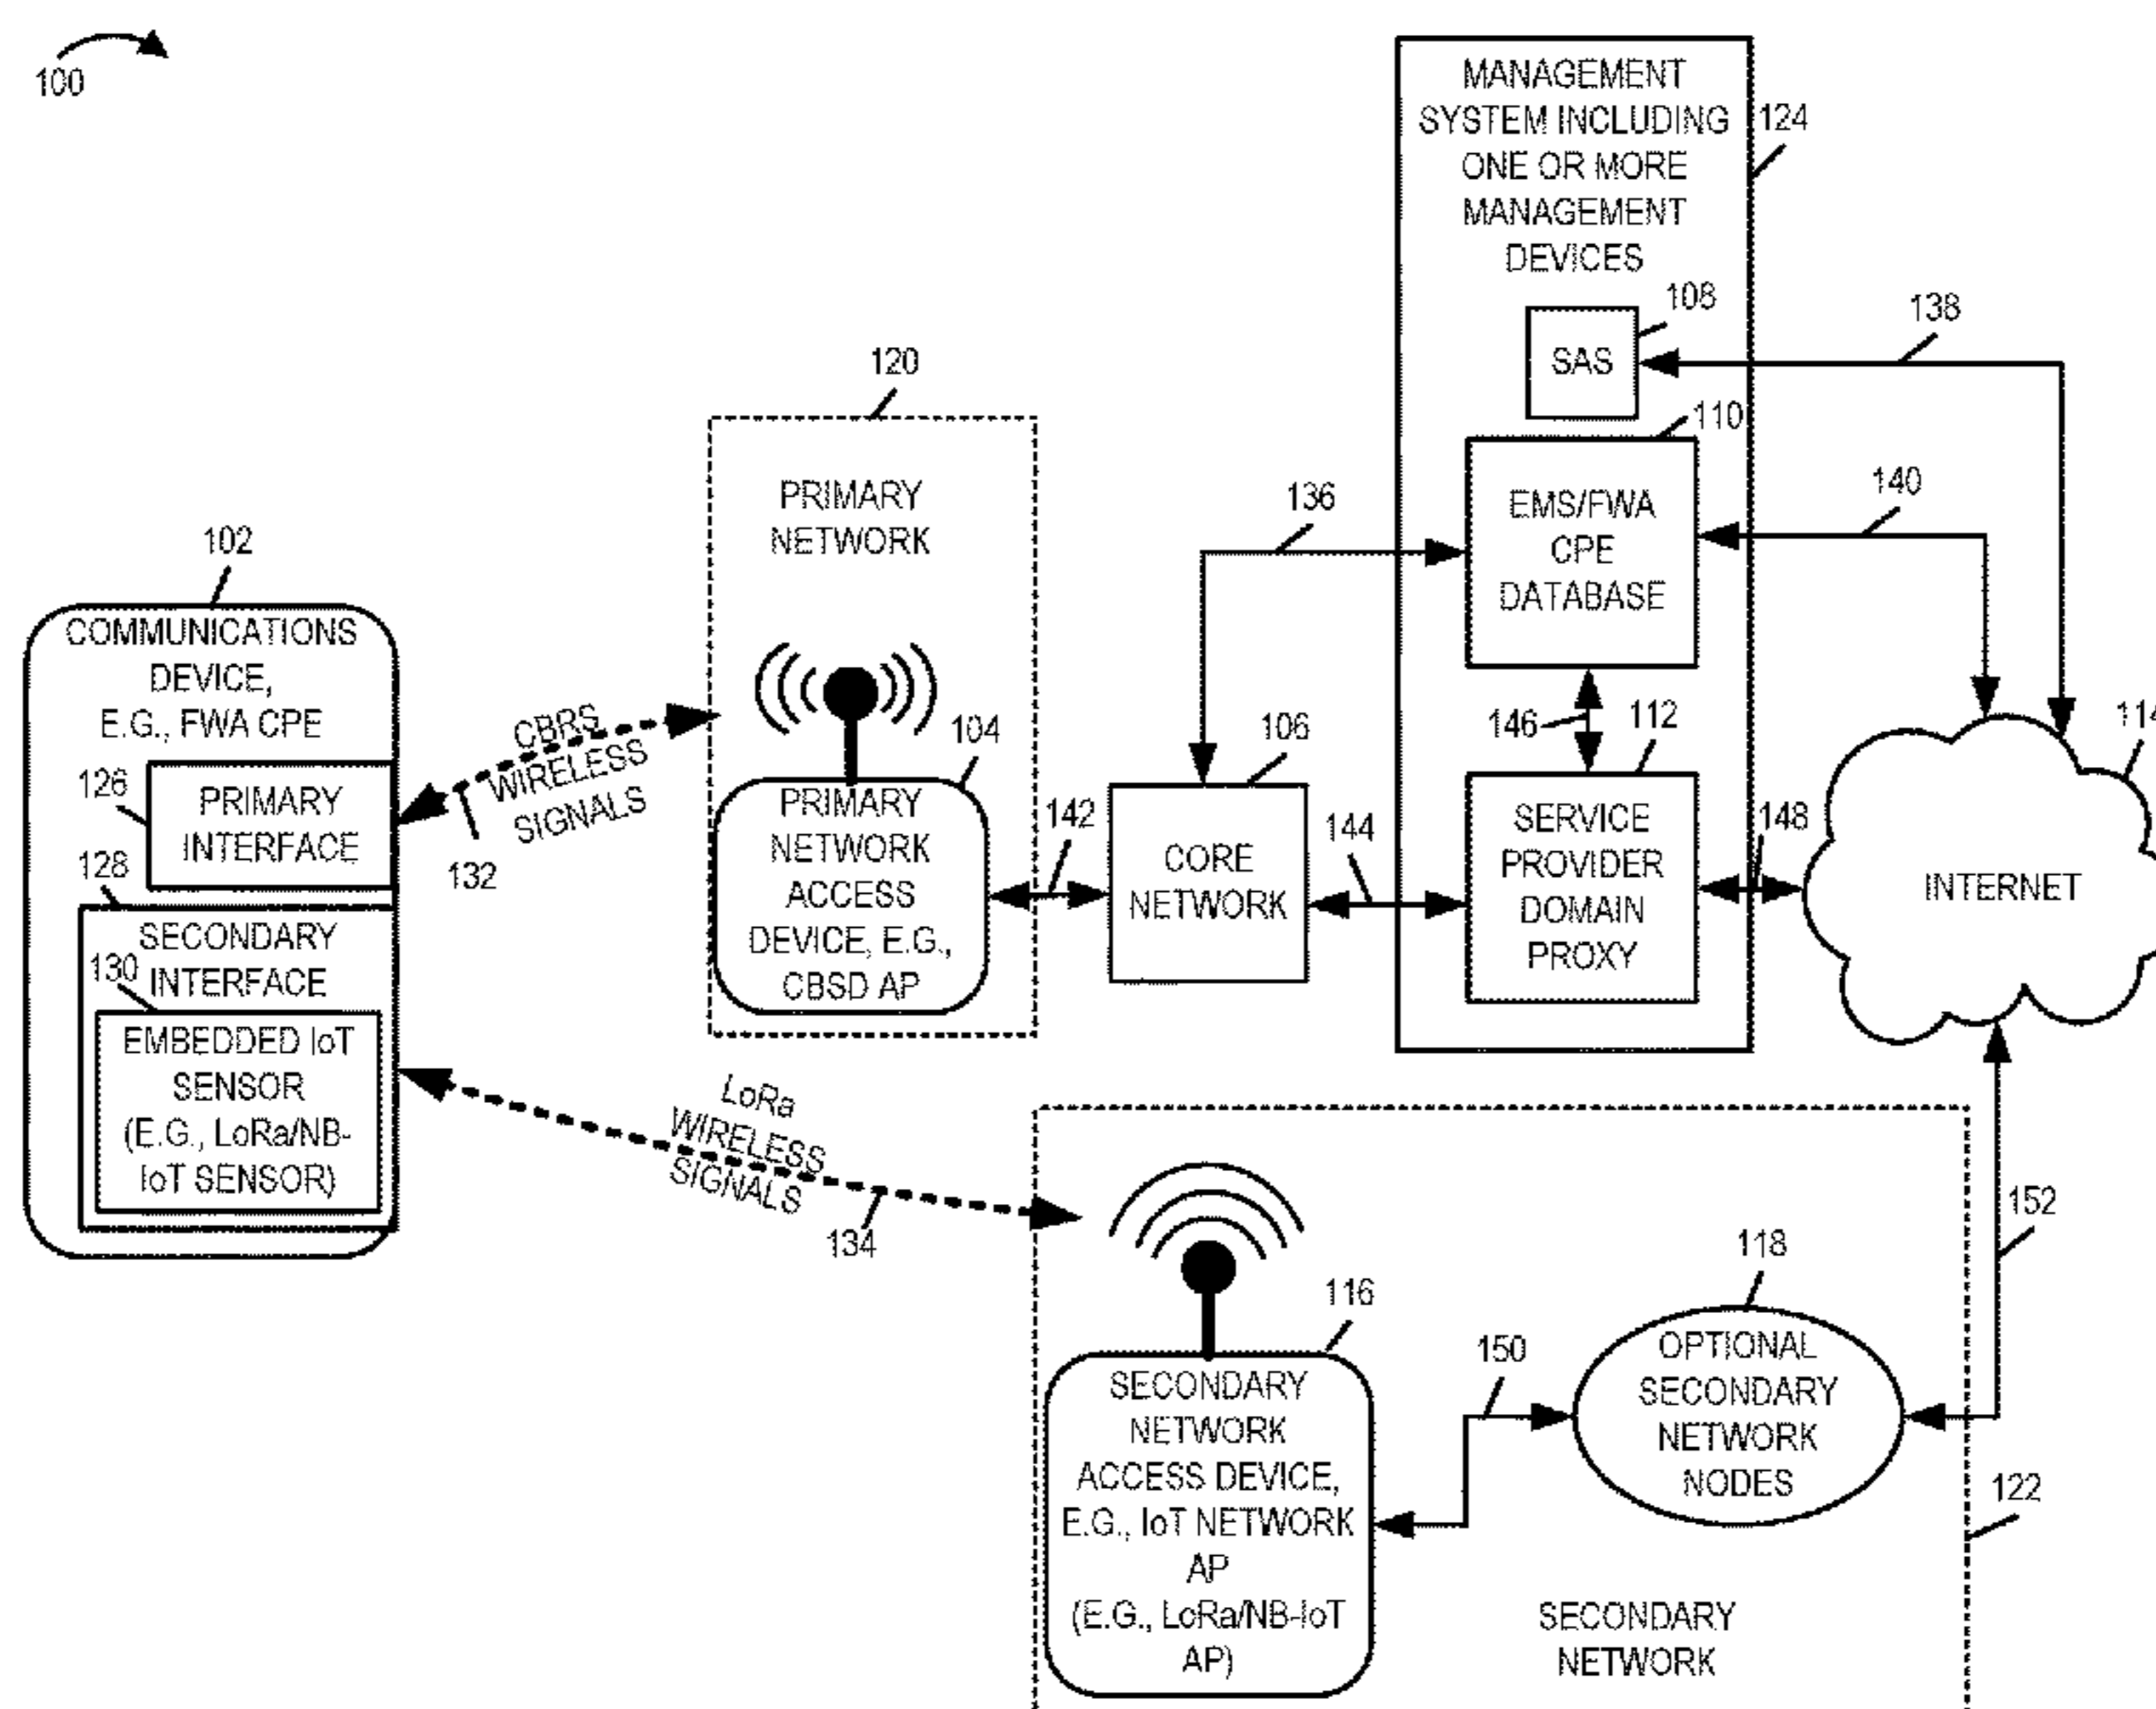 100
MANAGEMENT
SYSTEM INCLUDING
ONE OR MORE
MANAGEMENT
DEVICES
124
108
SAS
138
110
EMS/FWA
CPE
DATABASE
140
136
120
PRIMARY
NETWORK
102
COMMUNICATIONS
DEVICE,
E.G., FWA CPE
126
PRIMARY
INTERFACE
128
SECONDARY
INTERFACE
130
EMBEDDED IoT
SENSOR
(E.G., LoRa/NB-
IoT SENSOR)
CBRS
WIRELESS
SIGNALS
132
104
PRIMARY
NETWORK
ACCESS
DEVICE, E.G.,
CBSD AP
142
106
CORE
NETWORK
144
146
112
SERVICE
PROVIDER
DOMAIN
PROXY
148
114
INTERNET
LoRa
WIRELESS
SIGNALS
134
116
SECONDARY
NETWORK
ACCESS DEVICE,
E.G., IoT NETWORK
AP
(E.G., LoRa/NB-IoT
AP)
150
118
OPTIONAL
SECONDARY
NETWORK
NODES
152
122
SECONDARY
NETWORK